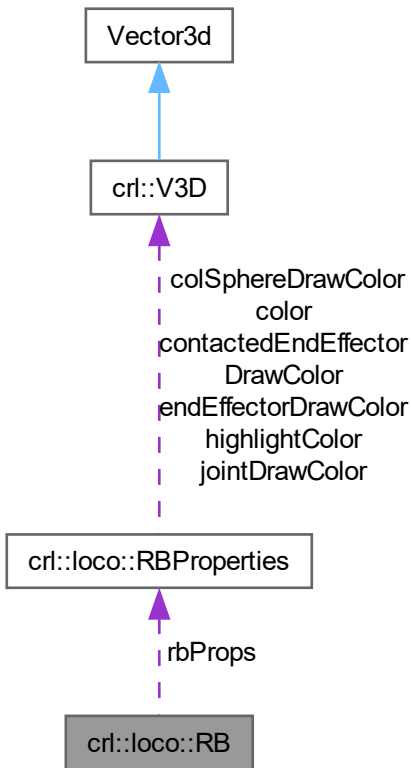 Vector3d
crl::V3D
colSphereDrawColor
color
contactedEndEffector
DrawColor
endEffectorDrawColor
highlightColor
jointDrawColor
crl::loco::RBProperties
rbProps
crl::loco::RB